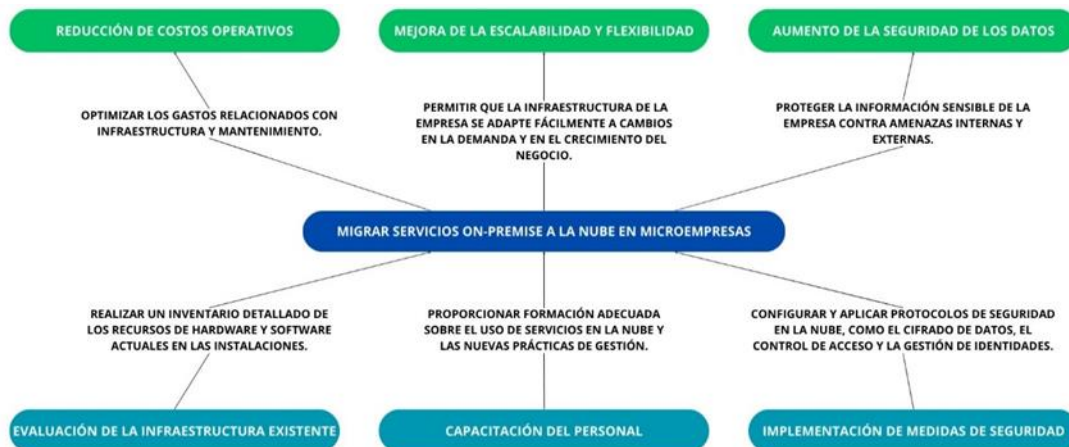 REDUCCIÓN DE COSTOS OPERATIVOS
MEJORA DE LA ESCALABILIDAD Y FLEXIBILIDAD
AUMENTO DE LA SEGURIDAD DE LOS DATOS
OPTIMIZAR LOS GASTOS RELACIONADOS CON
INFRAESTRUCTURA Y MANTENIMIENTO.
PERMITIR QUE LA INFRAESTRUCTURA DE LA
EMPRESA SE ADAPTE FÁCILMENTE A CAMBIOS
EN LA DEMANDA Y EN EL CRECIMIENTO DEL
NEGOCIO.
PROTEGER LA INFORMACIÓN SENSIBLE DE LA
EMPRESA CONTRA AMENAZAS INTERNAS Y
EXTERNAS.
MIGRAR SERVICIOS ON-PREMISE A LA NUBE EN MICROEMPRESAS
REALIZAR UN INVENTARIO DETALLADO DE
LOS RECURSOS DE HARDWARE Y SOFTWARE
ACTUALES EN LAS INSTALACIONES.
PROPORCIONAR FORMACIÓN ADECUADA
SOBRE EL USO DE SERVICIOS EN LA NUBE Y
LAS NUEVAS PRÁCTICAS DE GESTIÓN.
CONFIGURAR Y APLICAR PROTOCOLOS DE SEGURIDAD
EN LA NUBE, COMO EL CIFRADO DE DATOS, EL
CONTROL DE ACCESO Y LA GESTIÓN DE IDENTIDADES.
EVALUACIÓN DE LA INFRAESTRUCTURA EXISTENTE
CAPACITACIÓN DEL PERSONAL
IMPLEMENTACIÓN DE MEDIDAS DE SEGURIDAD